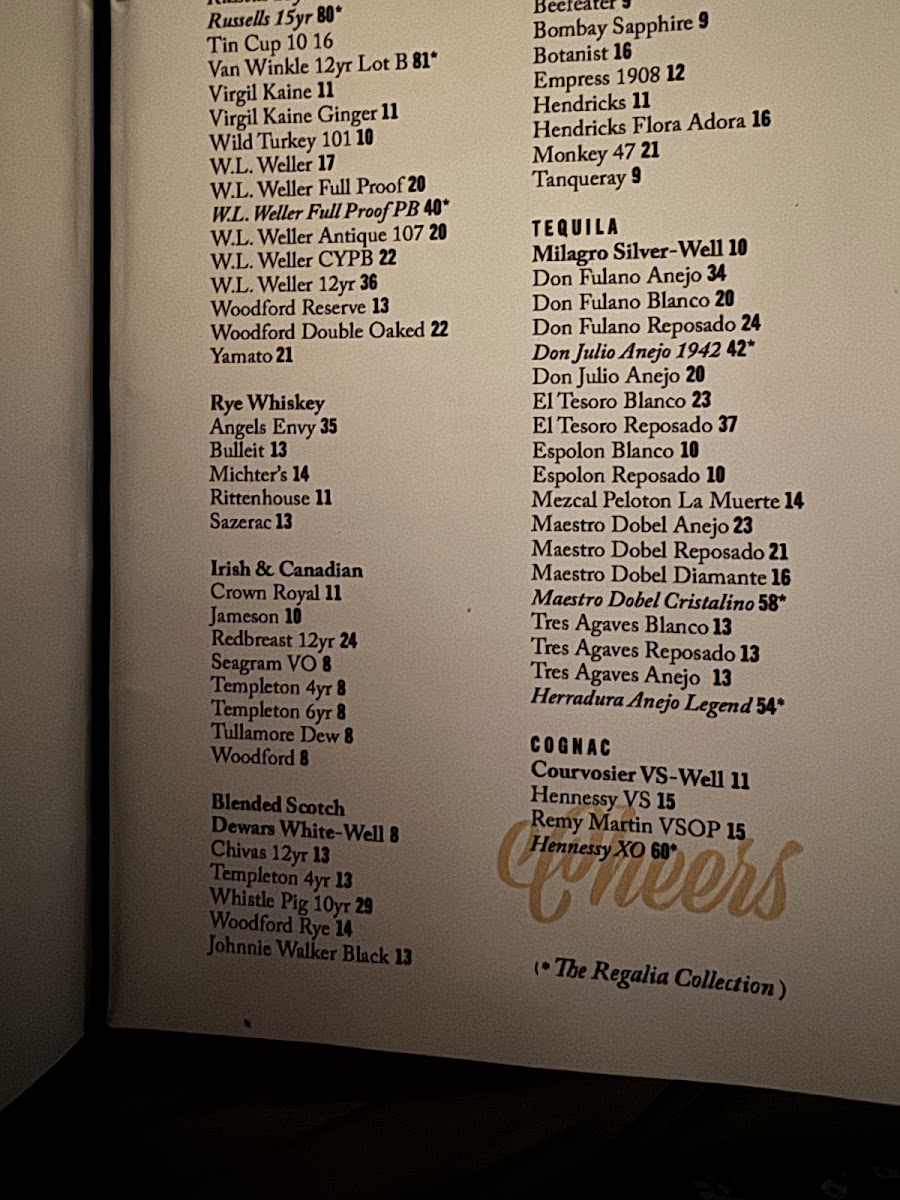 Russells 15yr 80*
Tin Cup 10 16
Van Winkle 12yr Lot B 81*
Virgil Kaine 11
Virgil Kaine Ginger 11
Wild Turkey 101 10
W.L. Weller 17
W.L. Weller Full Proof 20
W.L. Weller Full Proof PB 40*
W.L. Weller Antique 107 20
W.L. Weller CYPB 22
W.L. Weller 12yr 36
Woodford Reserve 13
Woodford Double Oaked 22
Yamato 21
Rye Whiskey
Angels Envy 35
Bulleit 13
Michter's 14
Rittenhouse 11
Sazerac 13
Irish & Canadian
Crown Royal 11
Jameson 10
Redbreast 12yr 24
Seagram VO 8
Templeton 4yr 8
Templeton 6yr 8
Tullamore Dew 8
Woodford 8
Blended Scotch
Dewars White-Well 8
Chivas 12yr 13
Templeton 4yr 13
Whistle Pig 10yr 29
Woodford Rye 14
Johnnie Walker Black 13
Beefeater 9
Bombay Sapphire 9
Botanist 16
Empress 1908 12
Hendricks 11
Hendricks Flora Adora 16
Monkey 47 21
Tanqueray 9
TEQUILA
Milagro Silver-Well 10
Don Fulano Anejo 34
Don Fulano Blanco 20
Don Fulano Reposado 24
Don Julio Anejo 1942 42*
Don Julio Anejo 20
El Tesoro Blanco 23
El Tesoro Reposado 37
Espolon Blanco 10
Espolon Reposado 10
Mezcal Peloton La Muerte 14
Maestro Dobel Anejo 23
Maestro Dobel Reposado 21
Maestro Dobel Diamante 16
Maestro Dobel Cristalino 58*
Tres Agaves Blanco 13
Tres Agaves Reposado 13
Tres Agaves Anejo 13
Herradura Anejo Legend 54*
COGNAC
Courvosier VS-Well 11
Hennessy VS 15
Remy Martin VSOP 15
Hennessy XO 60*
Cheers
(* The Regalia Collection)